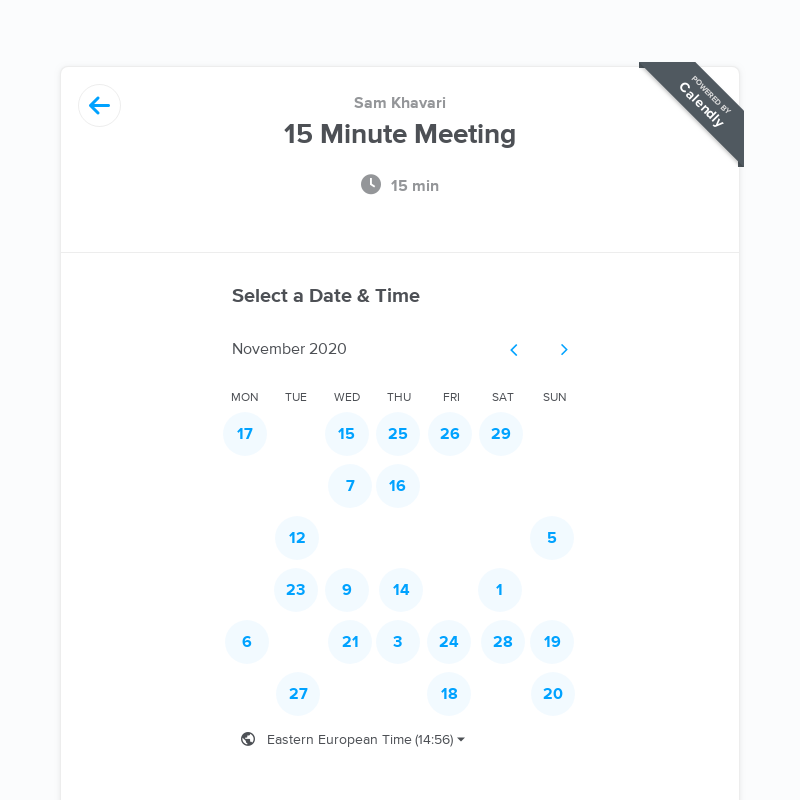 POWERED BY
Calendly
Sam Khavari
15 Minute Meeting
15 min
Select a Date & Time
November 2020
MON TUE WED THU FRI SAT SUN
17 15 25 26 29
7 16
12 5
23 9 14 1
6 21 3 24 28 19
27 18 20
Eastern European Time (14:56)